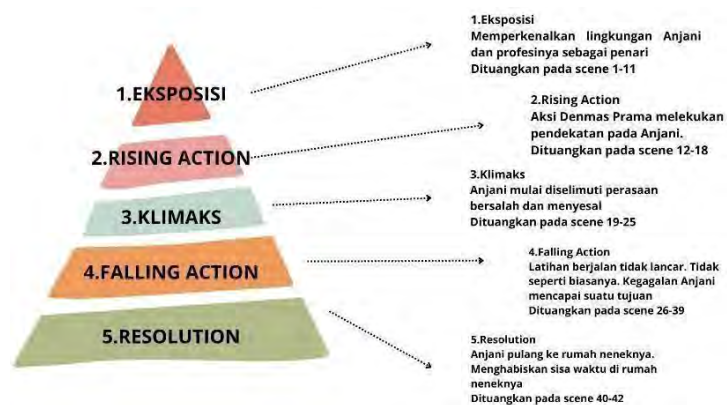 1.EKSPOSISI
2.RISING ACTION
3.KLIMAKS
4.FALLING ACTION
5.RESOLUTION
1.Eksposisi
Memperkenalkan lingkungan Anjani
dan profesinya sebagai penari
Dituangkan pada scene 1-11
2.Rising Action
Aksi Denmas Prama melekukan
pendekatan pada Anjani.
Dituangkan pada scene 12-18
3.Klimaks
Anjani mulai diselimuti perasaan
bersalah dan menyesal
Dituangkan pada scene 19-25
4.Falling Action
Latihan berjalan tidak lancar. Tidak
seperti biasanya. Kegagalan Anjani
mencapai suatu tujuan
Dituangkan pada scene 26-39
5.Resolution
Anjani pulang ke rumah neneknya.
Menghabiskan sisa waktu di rumah
neneknya
Dituangkan pada scene 40-42